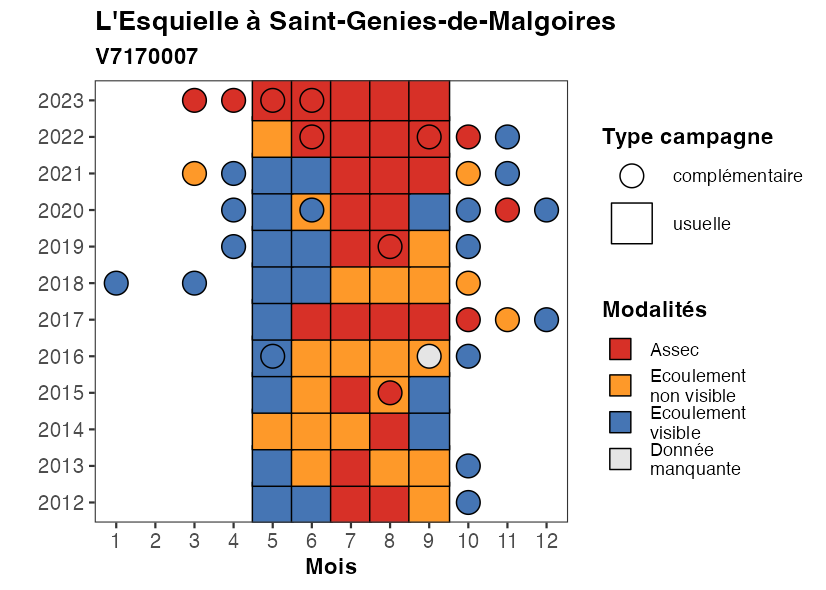 L'Esquielle à Saint-Genies-de-Malgoires
V7170007
2023
2022
2021
2020
2019
2018
2017
2016
2015
2014
2013
2012
1 2 3 4 5 6 7 8 9 10 11 12
Mois
Type campagne
complémentaire
usuelle
Modalités
Assec
Ecoulement
non visible
Ecoulement
visible
Donnée
manquante